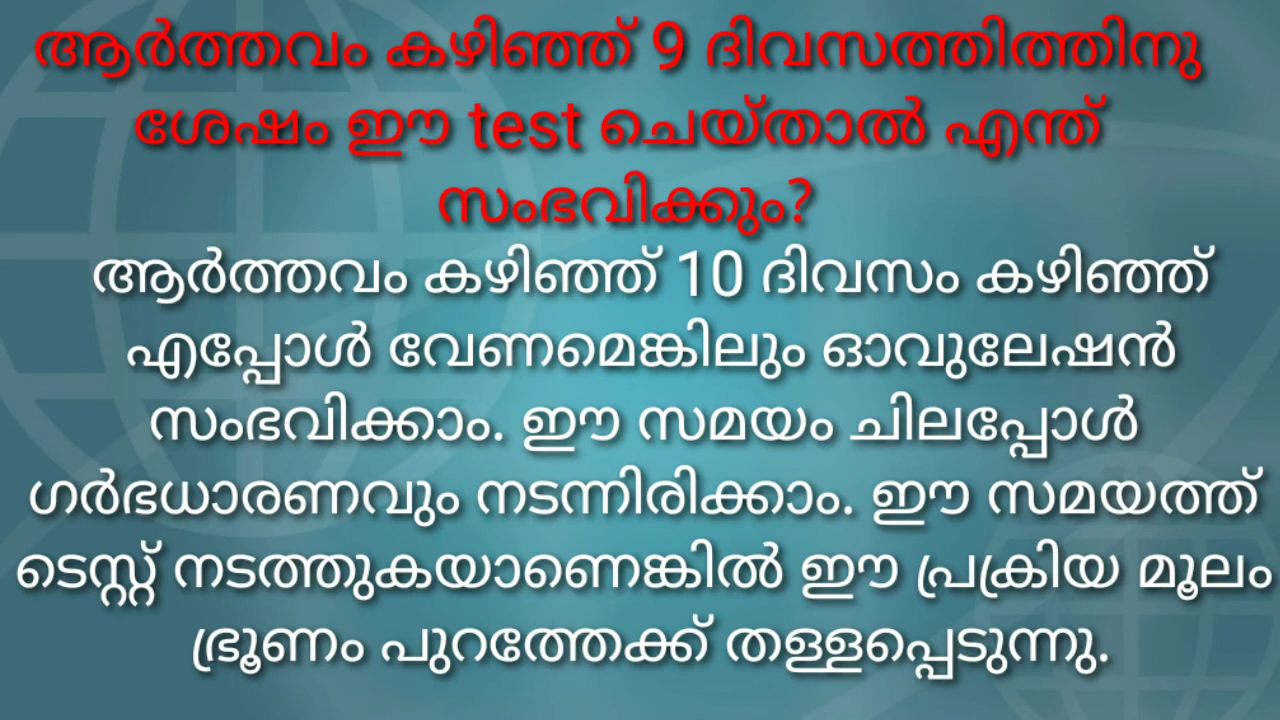 ആർത്തവം കഴിഞ്ഞ് 9 ദിവസത്തിത്തിനു
ശേഷം ഈ test ചെയ്താൽ എന്ത്
സംഭവിക്കും?
ആർത്തവം കഴിഞ്ഞ് 10 ദിവസം കഴിഞ്ഞ്
എപ്പോൾ വേണമെങ്കിലും ഓവുലേഷൻ
സംഭവിക്കാം. ഈ സമയം ചിലപ്പോൾ
ഗർഭധാരണവും നടന്നിരിക്കാം. ഈ സമയത്ത്
ടെസ്റ്റ് നടത്തുകയാണെങ്കിൽ ഈ പ്രക്രിയ മൂലം
ഭ്രൂണം പുറത്തേക്ക് തള്ളപ്പെടുന്നു.